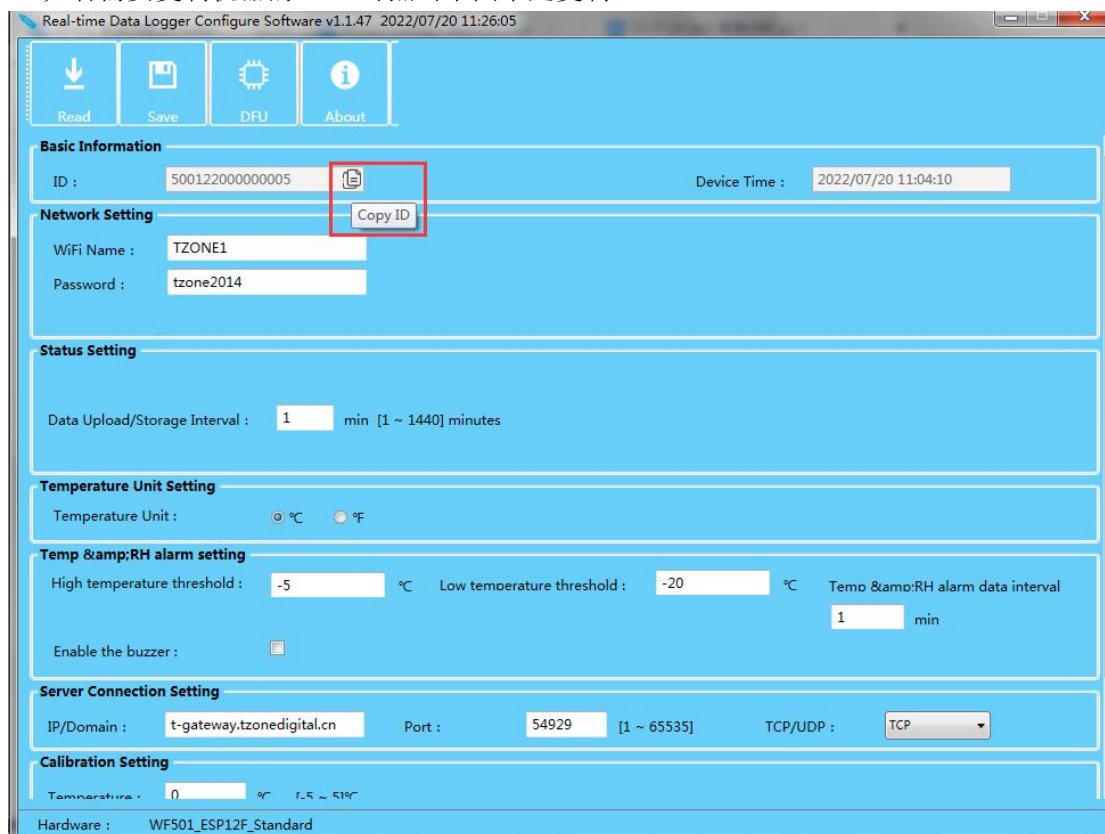 Real-time Data Logger Configure Software v1.1.47 2022/07/20 11:26:05
Read Save DFU About
Basic Information
ID : 500122000000005 Device Time : 2022/07/20 11:04:10
Copy ID
Network Setting
WiFi Name : TZONE1
Password : tzone2014
Status Setting
Data Upload/Storage Interval : 1 min [1 ~ 1440] minutes
Temperature Unit Setting
Temperature Unit : ℃ ℉
Temp &amp;RH alarm setting
High temperature threshold : -5 ℃ Low temperature threshold : -20 ℃ Temp &amp;RH alarm data interval
1 min
Enable the buzzer :
Server Connection Setting
IP/Domain : t-gateway.tzonedigital.cn Port : 54929 [1 ~ 65535] TCP/UDP : TCP
Calibration Setting
Temperature : 0 ℃ [-5 ~ 5]℃
Hardware : WF501_ESP12F_Standard